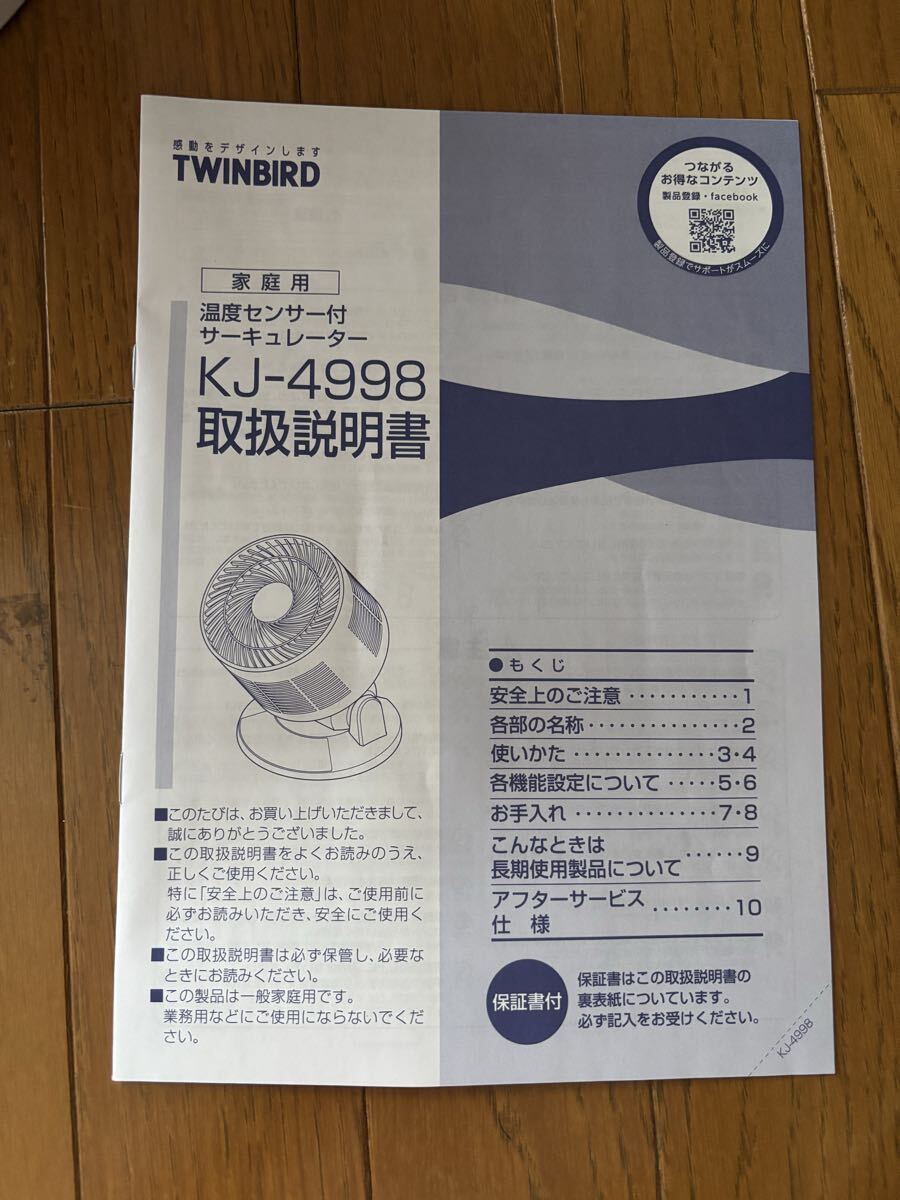 感動をデザインします
TWINBIRD
つながる
お得なコンテンツ
製品登録・facebook
製品登録でサポートがスムーズに
家庭用
温度センサー付
サーキュレーター
KJ-4998
取扱説明書
■このたびは、お買い上げいただきまして、
誠にありがとうございました。
■この取扱説明書をよくお読みのうえ、
正しくご使用ください。
特に「安全上のご注意」は、ご使用前に
必ずお読みいただき、安全にご使用く
ださい。
■この取扱説明書は必ず保管し、必要な
ときにお読みください。
■この製品は一般家庭用です。
業務用などにご使用にならないでくだ
さい。
●もくじ
安全上のご注意・・・・・・・・・・・1
各部の名称・・・・・・・・・・・・・・・2
使いかた・・・・・・・・・・・・・・3・4
各機能設定について・・・・・5・6
お手入れ・・・・・・・・・・・・・・7・8
こんなときは
長期使用製品について・・・・・・9
アフターサービス
仕様・・・・・・・・10
保証書付
保証書はこの取扱説明書の
裏表紙についています。
必ず記入をお受けください。
KJ-4998